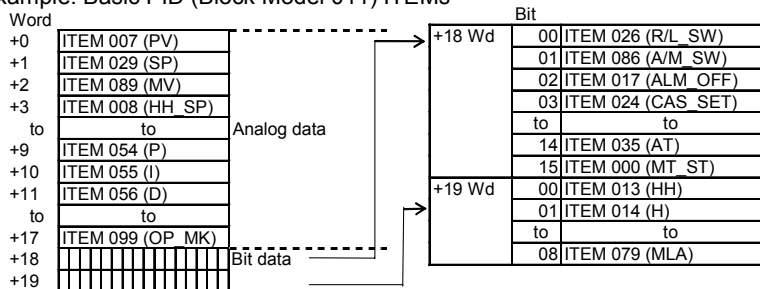 Example: Basic PID (Block Model 011) ITEMs
Word
+0 ITEM 007 (PV)
+1 ITEM 029 (SP)
+2 ITEM 089 (MV)
+3 ITEM 008 (HH_SP)
to to
+9 ITEM 054 (P)
+10 ITEM 055 (I)
+11 ITEM 056 (D)
to to
+17 ITEM 099 (OP_MK)
+18
+19
Analog data
Bit data
Bit
+18 Wd 00 ITEM 026 (R/L_SW)
01 ITEM 086 (A/M_SW)
02 ITEM 017 (ALM_OFF)
03 ITEM 024 (CAS_SET)
to to
14 ITEM 035 (AT)
15 ITEM 000 (MT_ST)
+19 Wd 00 ITEM 013 (HH)
01 ITEM 014 (H)
to to
08 ITEM 079 (MLA)